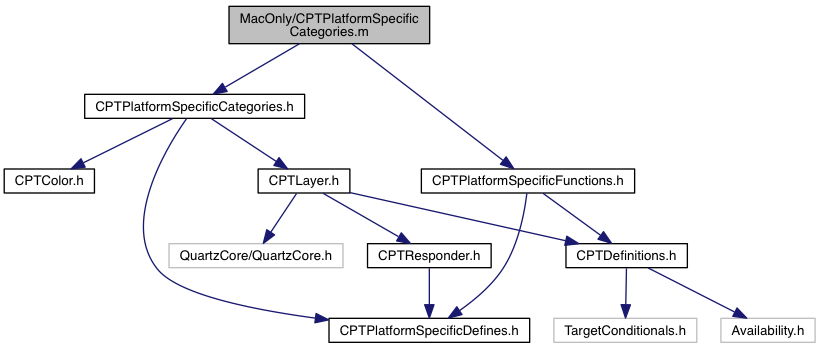 MacOnly/CPTPlatformSpecific
Categories.m
CPTPlatformSpecificCategories.h
CPTColor.h
CPTLayer.h
CPTPlatformSpecificFunctions.h
QuartzCore/QuartzCore.h
CPTResponder.h
CPTDefinitions.h
CPTPlatformSpecificDefines.h
TargetConditionals.h
Availability.h